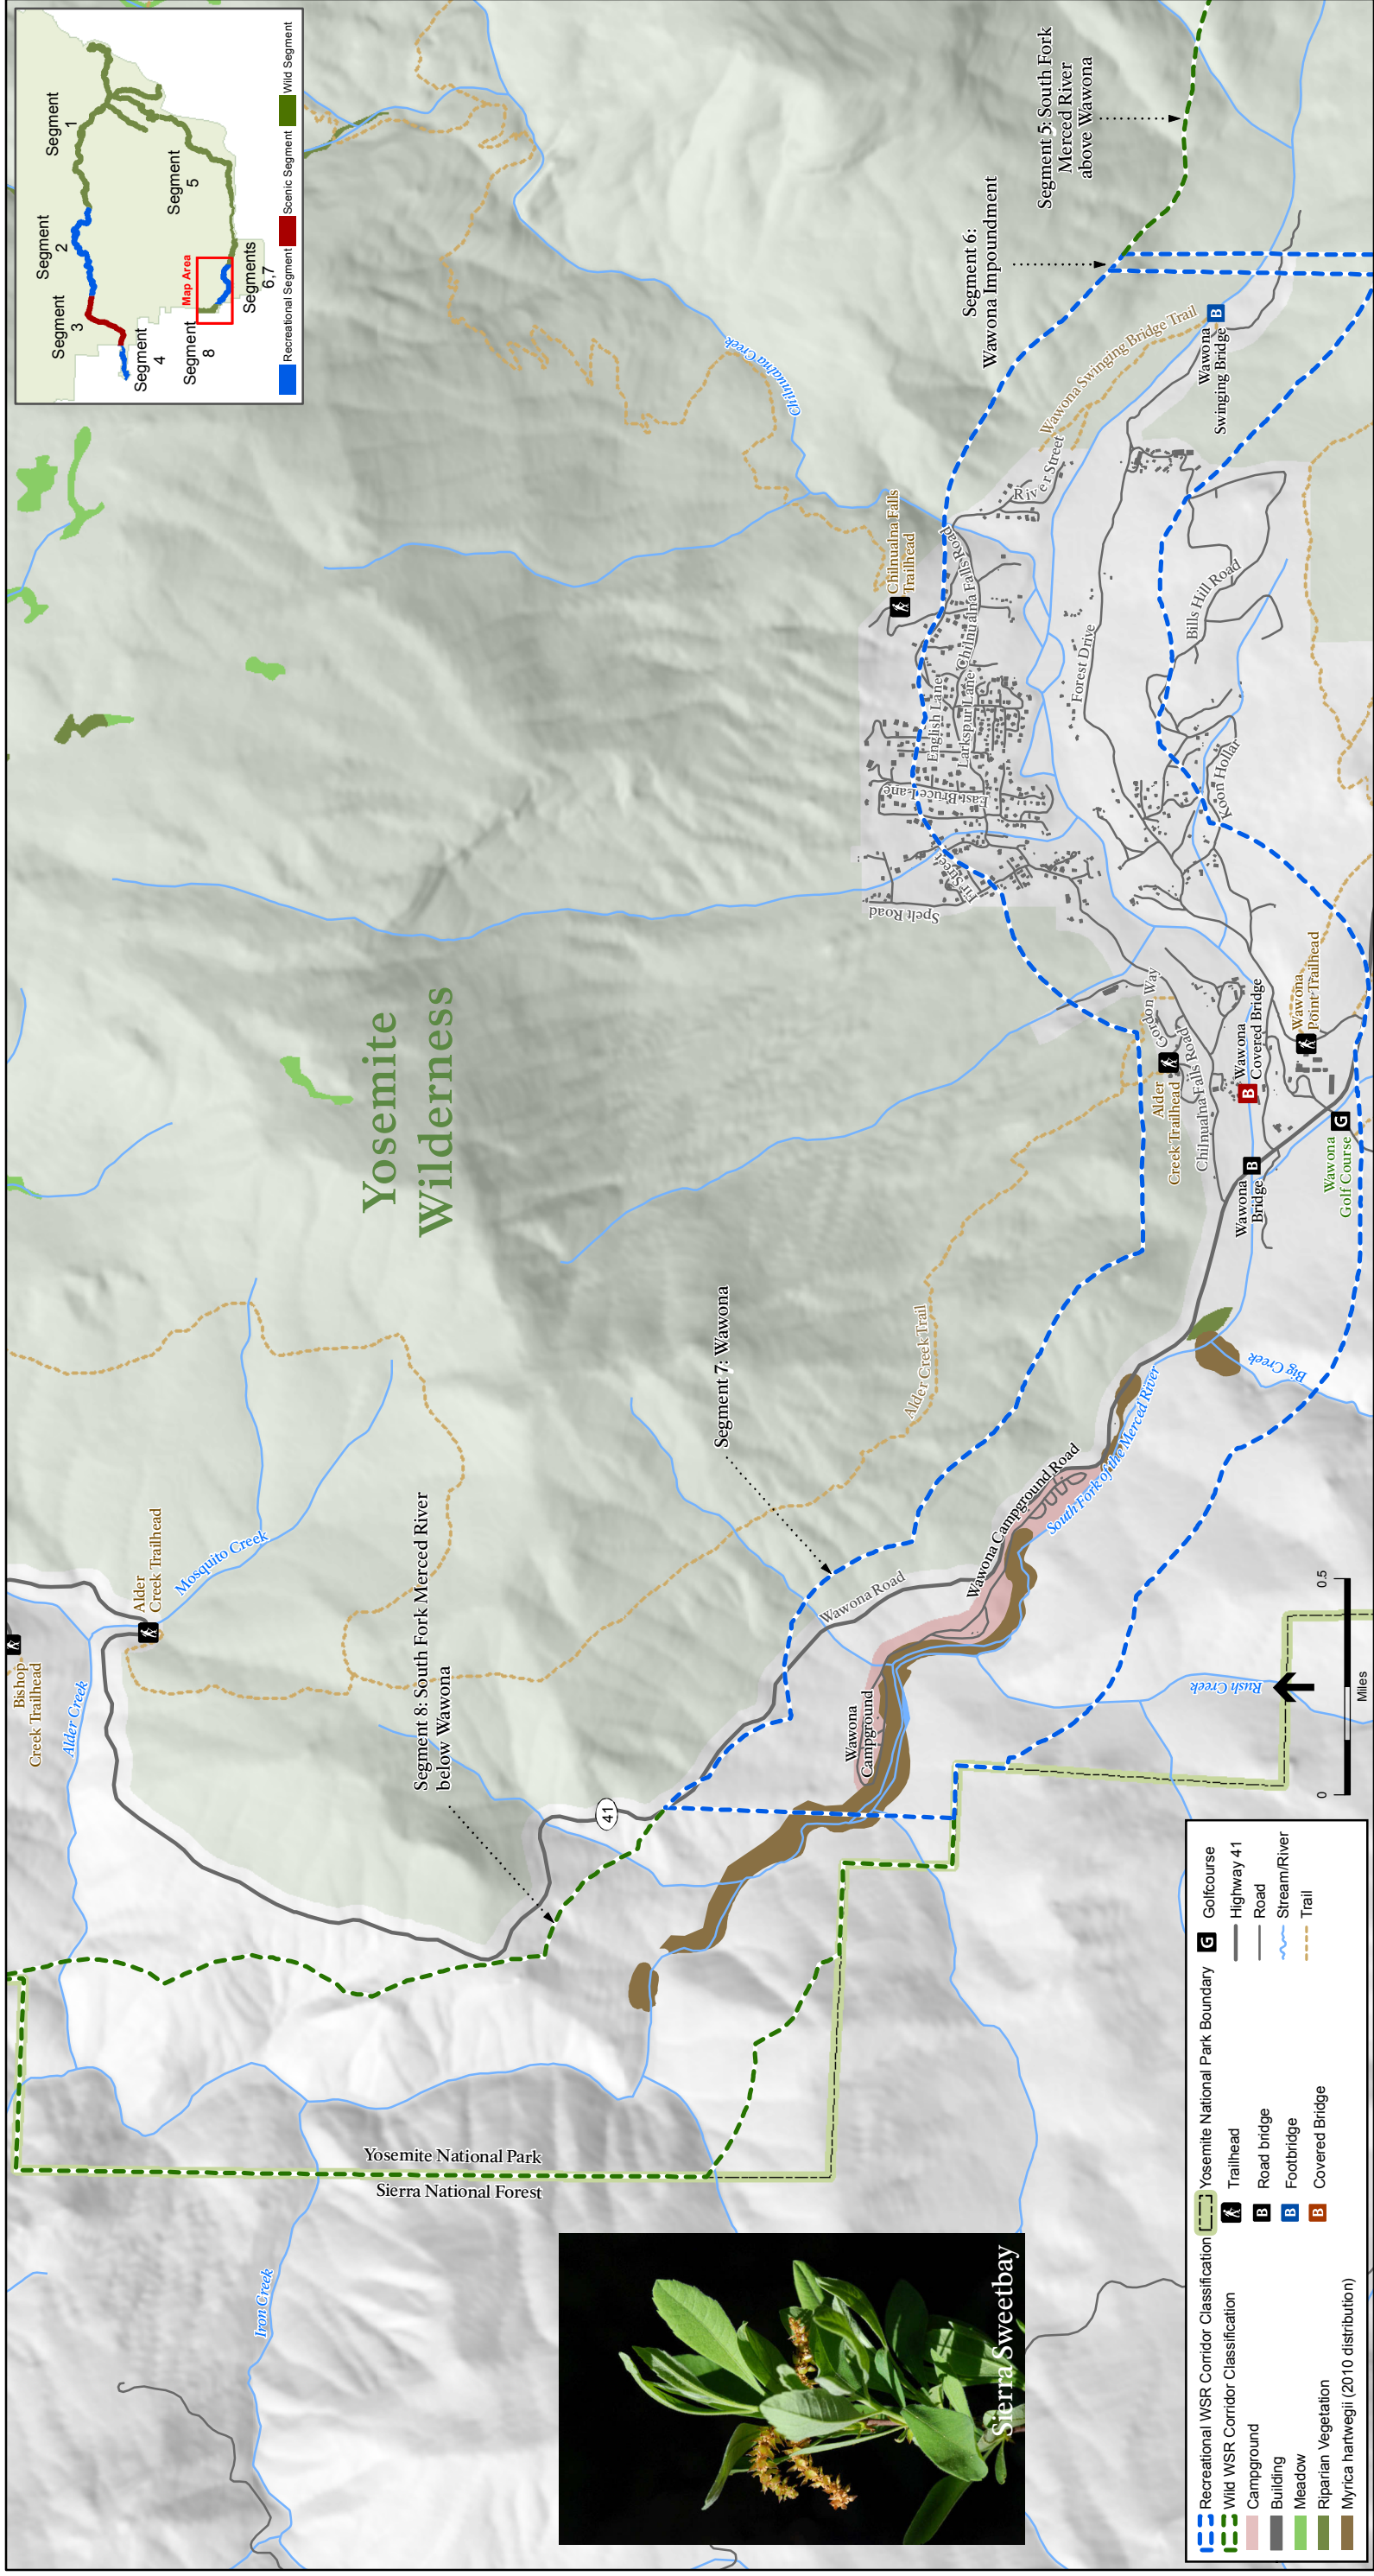 Segment
1
Segment
2
Segment
3
Segment
4
Segment
5
Segments
6,7
Segment
8
Map Area
Recreational Segment
Scenic Segment
Wild Segment
Bishop
Creek Trailhead
Alder Creek
Alder
Creek Trailhead
Mosquito Creek
Iron Creek
Yosemite National Park
Sierra National Forest
Segment 8: South Fork Merced River
below Wawona
41
Yosemite
Wilderness
Segment 7: Wawona
Wawona Road
Wawona
Campground
Wawona Campground Road
South Fork of the Merced River
Alder Creek Trail
Rush Creek
Big Creek
Chilnualna Creek
Chilnualna Falls
Trailhead
Spelt Road
Fir Street
East Bruce Lane
English Lane
Larkspur Lane
Chilnualna Falls Road
River Street
Forest Drive
Bills Hill Road
Koon Hollar
Segment 6:
Wawona Impoundment
Segment 5: South Fork
Merced River
above Wawona
Wawona Swinging Bridge Trail
B
Wawona
Swinging Bridge
Gordon Way
Alder
Creek Trailhead
Chilnualna Falls Road
Wawona
Covered Bridge
B
Wawona
Point Trailhead
Wawona
Bridge
B
Wawona
Golf Course
G
Sierra Sweetbay
Recreational WSR Corridor Classification
Wild WSR Corridor Classification
Campground
Building
Meadow
Riparian Vegetation
Myrica hartwegii (2010 distribution)
Yosemite National Park Boundary
Trailhead
B
Road bridge
B
Footbridge
B
Covered Bridge
G
Golfcourse
Highway 41
Road
Stream/River
Trail
0
0.5
Miles